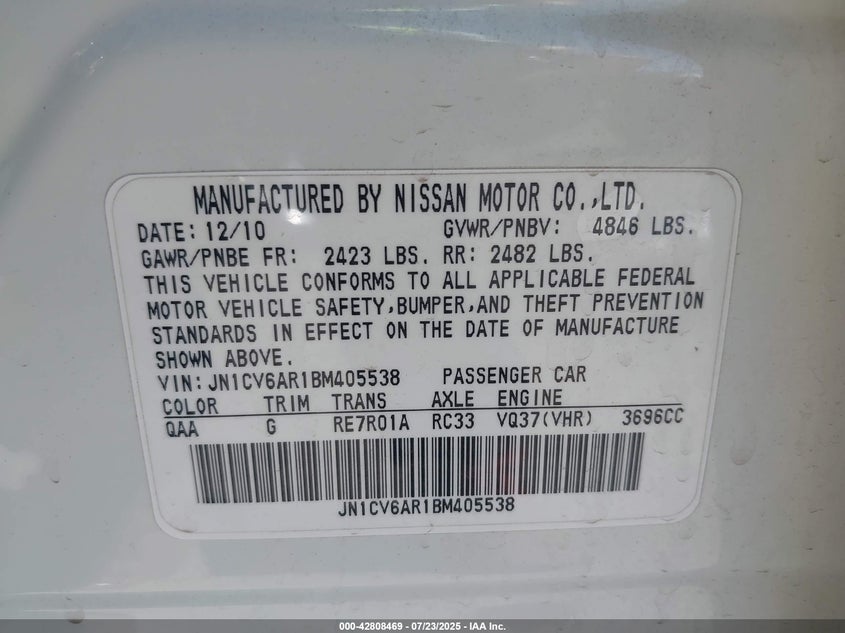 MANUFACTURED BY NISSAN MOTOR CO.,LTD.
DATE: 12/10 GVWR/PNBV: 4846 LBS.
GAWR/PNBE FR: 2423 LBS. RR: 2482 LBS.
THIS VEHICLE CONFORMS TO ALL APPLICABLE FEDERAL
MOTOR VEHICLE SAFETY,BUMPER,AND THEFT PREVENTION
STANDARDS IN EFFECT ON THE DATE OF MANUFACTURE
SHOWN ABOVE.
VIN: JN1CV6AR1BM405538 PASSENGER CAR
COLOR TRIM TRANS AXLE ENGINE
QAA G RE7R01A RC33 VQ37(VHR) 3696CC
JN1CV6AR1BM405538
000-42808469 - 07/23/2025 - IAA Inc.